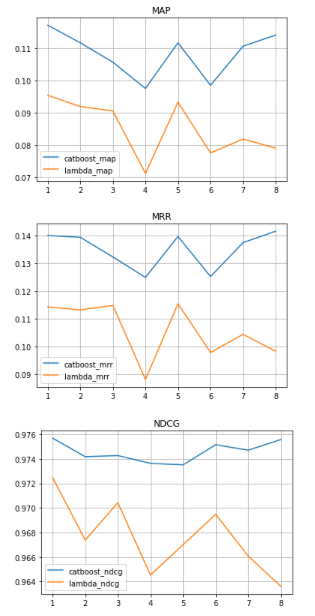 MAP
0.11
0.10
0.09
0.08
0.07
catboost_map
lambda_map
1 2 3 4 5 6 7 8
MRR
0.14
0.13
0.12
0.11
0.10
0.09
catboost_mrr
lambda_mrr
1 2 3 4 5 6 7 8
NDCG
0.976
0.974
0.972
0.970
0.968
0.966
0.964
catboost_ndcg
lambda_ndcg
1 2 3 4 5 6 7 8